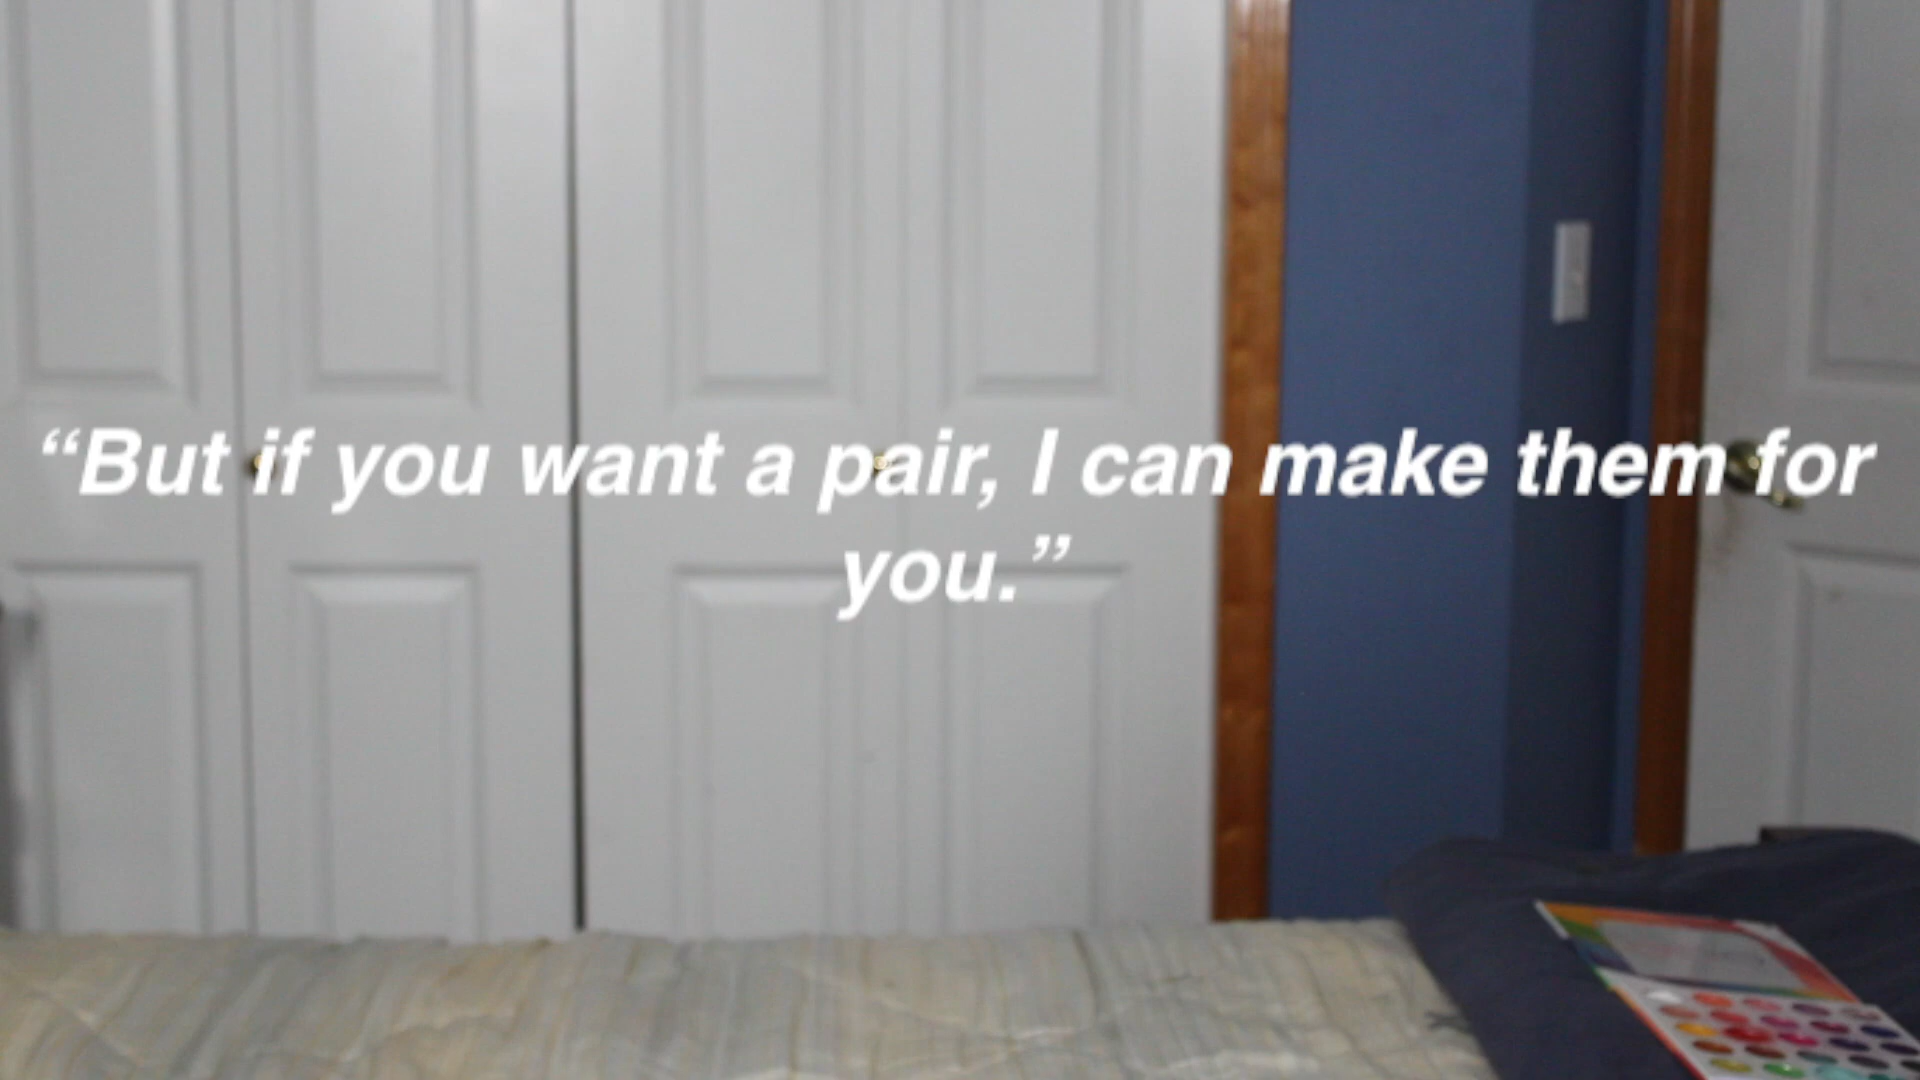 “But if you want a pair, I can make them for
you.”